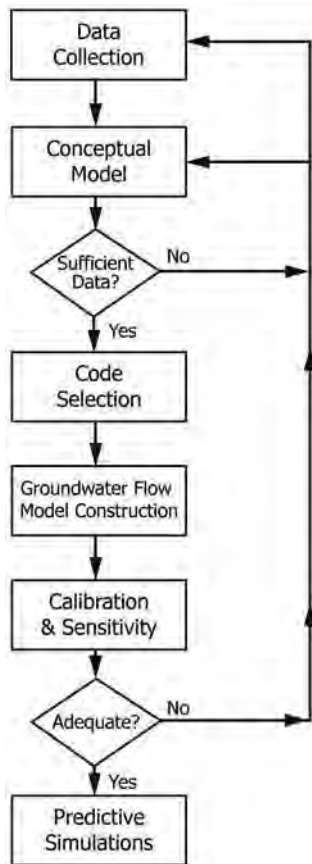 Data
Collection
Conceptual
Model
Sufficient
Data?
No
Yes
Code
Selection
Groundwater Flow
Model Construction
Calibration
& Sensitivity
Adequate?
No
Yes
Predictive
Simulations